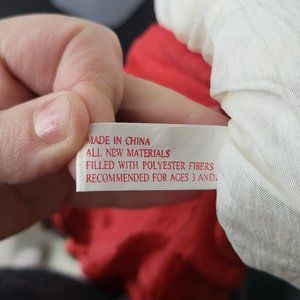 MADE IN CHINA
ALL NEW MATERIALS
FILLED WITH POLYESTER FIBERS
RECOMMENDED FOR AGES 3 AND